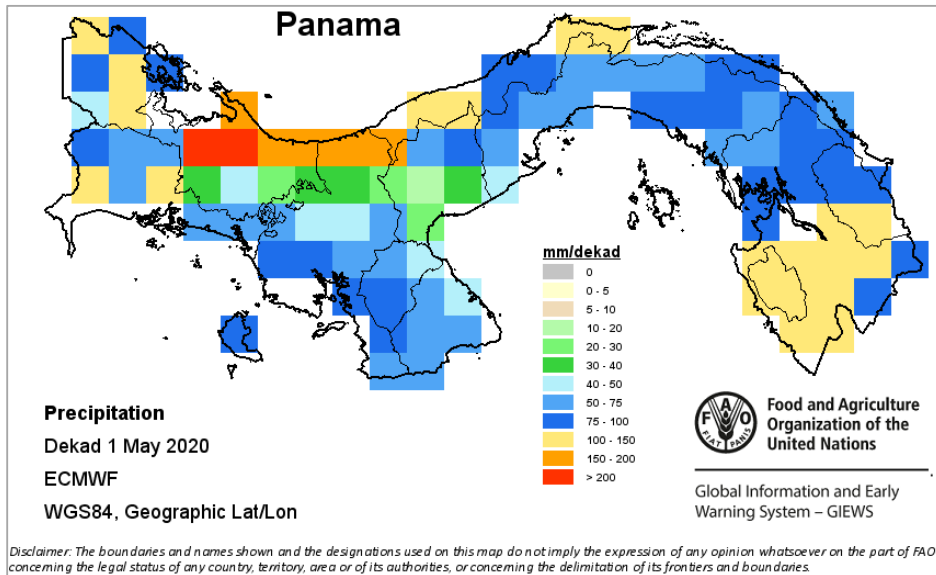 Panama
mm/dekad
0
0 - 5
5 - 10
10 - 20
20 - 30
30 - 40
40 - 50
50 - 75
75 - 100
100 - 150
150 - 200
> 200
Precipitation
Dekad 1 May 2020
ECMWF
WGS84, Geographic Lat/Lon
F A O
FIAT PANIS
Food and Agriculture
Organization of the
United Nations
Global Information and Early
Warning System – GIEWS
Disclaimer: The boundaries and names shown and the designations used on this map do not imply the expression of any opinion whatsoever on the part of FAO
concerning the legal status of any country, territory, area or of its authorities, or concerning the delimitation of its frontiers and boundaries.